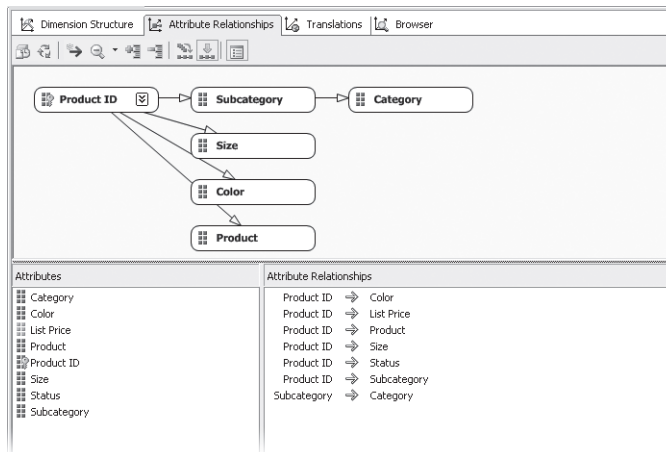 Dimension Structure Attribute Relationships Translations Browser
Product ID Subcategory Category
Size
Color
Product
Attributes
Category
Color
List Price
Product
Product ID
Size
Status
Subcategory
Attribute Relationships
Product ID Color
Product ID List Price
Product ID Product
Product ID Size
Product ID Status
Product ID Subcategory
Subcategory Category